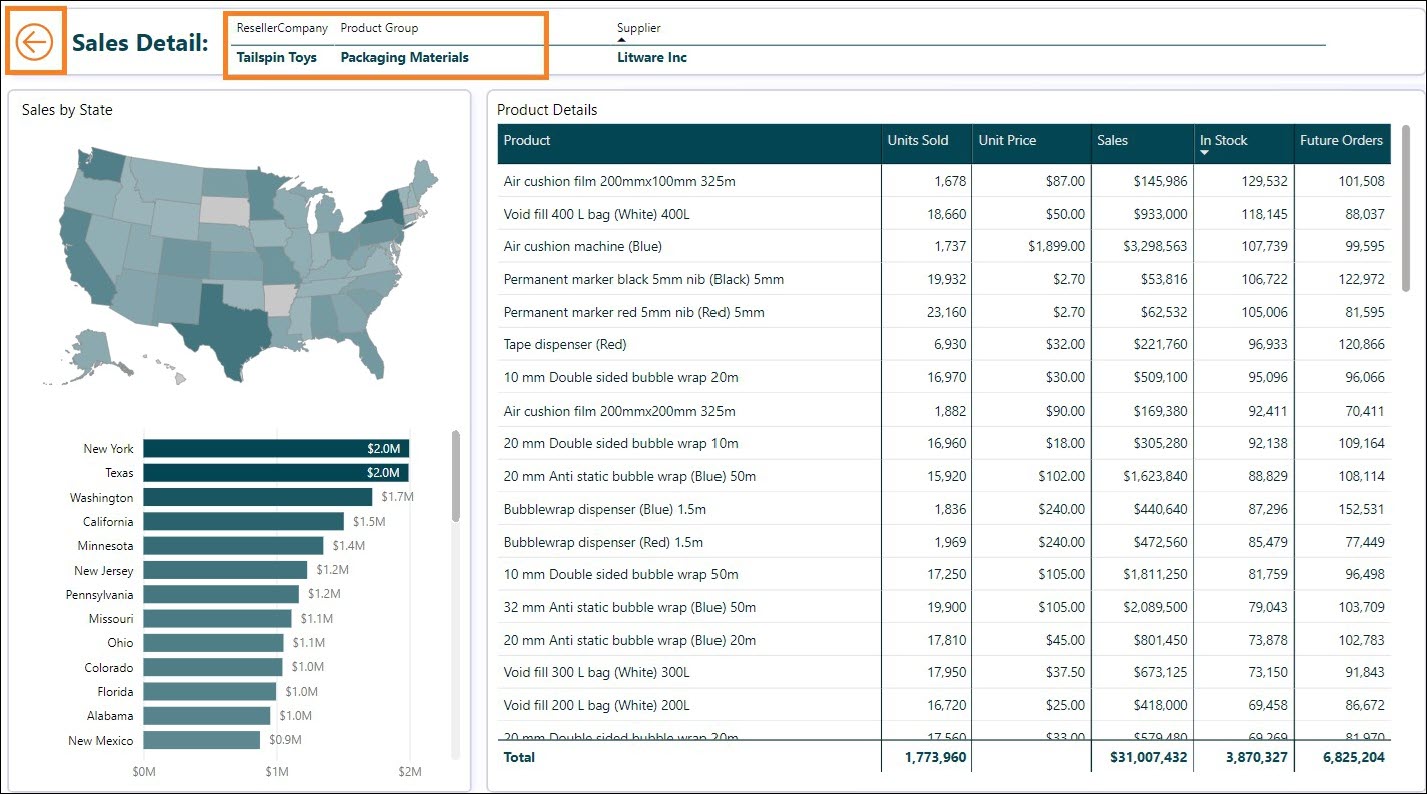 Sales Detail:
ResellerCompany Product Group Supplier
Tailspin Toys Packaging Materials Litware Inc
Sales by State
New York $2.0M
Texas $2.0M
Washington $1.7M
California $1.5M
Minnesota $1.4M
New Jersey $1.2M
Pennsylvania $1.2M
Missouri $1.1M
Ohio $1.1M
Colorado $1.0M
Florida $1.0M
Alabama $1.0M
New Mexico $0.9M
$0M $1M $2M
Product Details
Product Units Sold Unit Price Sales In Stock Future Orders
Air cushion film 200mmx100mm 325m 1,678 $87.00 $145,986 129,532 101,508
Void fill 400 L bag (White) 400L 18,660 $50.00 $933,000 118,145 88,037
Air cushion machine (Blue) 1,737 $1,899.00 $3,298,563 107,739 99,595
Permanent marker black 5mm nib (Black) 5mm 19,932 $2.70 $53,816 106,722 122,972
Permanent marker red 5mm nib (Red) 5mm 23,160 $2.70 $62,532 105,006 81,595
Tape dispenser (Red) 6,930 $32.00 $221,760 96,933 120,866
10 mm Double sided bubble wrap 20m 16,970 $30.00 $509,100 95,096 96,066
Air cushion film 200mmx200mm 325m 1,882 $90.00 $169,380 92,411 70,411
20 mm Double sided bubble wrap 10m 16,960 $18.00 $305,280 92,138 109,164
20 mm Anti static bubble wrap (Blue) 50m 15,920 $102.00 $1,623,840 88,829 108,114
Bubblewrap dispenser (Blue) 1.5m 1,836 $240.00 $440,640 87,296 152,531
Bubblewrap dispenser (Red) 1.5m 1,969 $240.00 $472,560 85,479 77,449
10 mm Double sided bubble wrap 50m 17,250 $105.00 $1,811,250 81,759 96,498
32 mm Anti static bubble wrap (Blue) 50m 19,900 $105.00 $2,089,500 79,043 103,709
20 mm Anti static bubble wrap (Blue) 20m 17,810 $45.00 $801,450 73,878 102,783
Void fill 300 L bag (White) 300L 17,950 $37.50 $673,125 73,150 91,843
Void fill 200 L bag (White) 200L 16,720 $25.00 $418,000 69,458 86,672
20 mm Double sided bubble wrap 20m 17,560 $33.00 $579,480 69,269 81,970
Total 1,773,960 $31,007,432 3,870,327 6,825,204